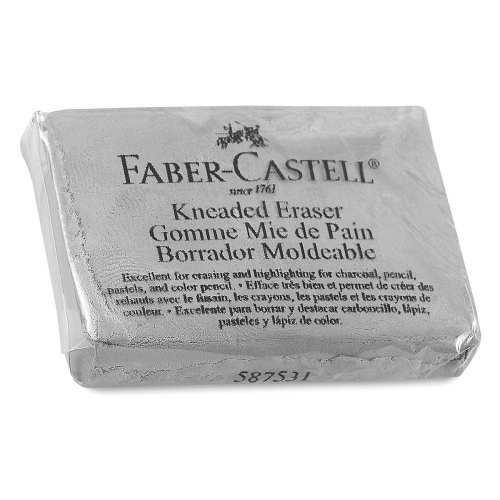 FABER-CASTELL®
since 1761
Kneaded Eraser
Gomme Mie de Pain
Borrador Moldeable
Excellent for erasing and highlighting for charcoal, pencil,
pastels, and color pencil. • Efface très bien et permet de créer des
rehauts avec le fusain, les crayons, les pastels et les crayons de
couleur. • Excelente para borrar y destacar carboncillo, lápiz,
pasteles y lápiz de color.
587531